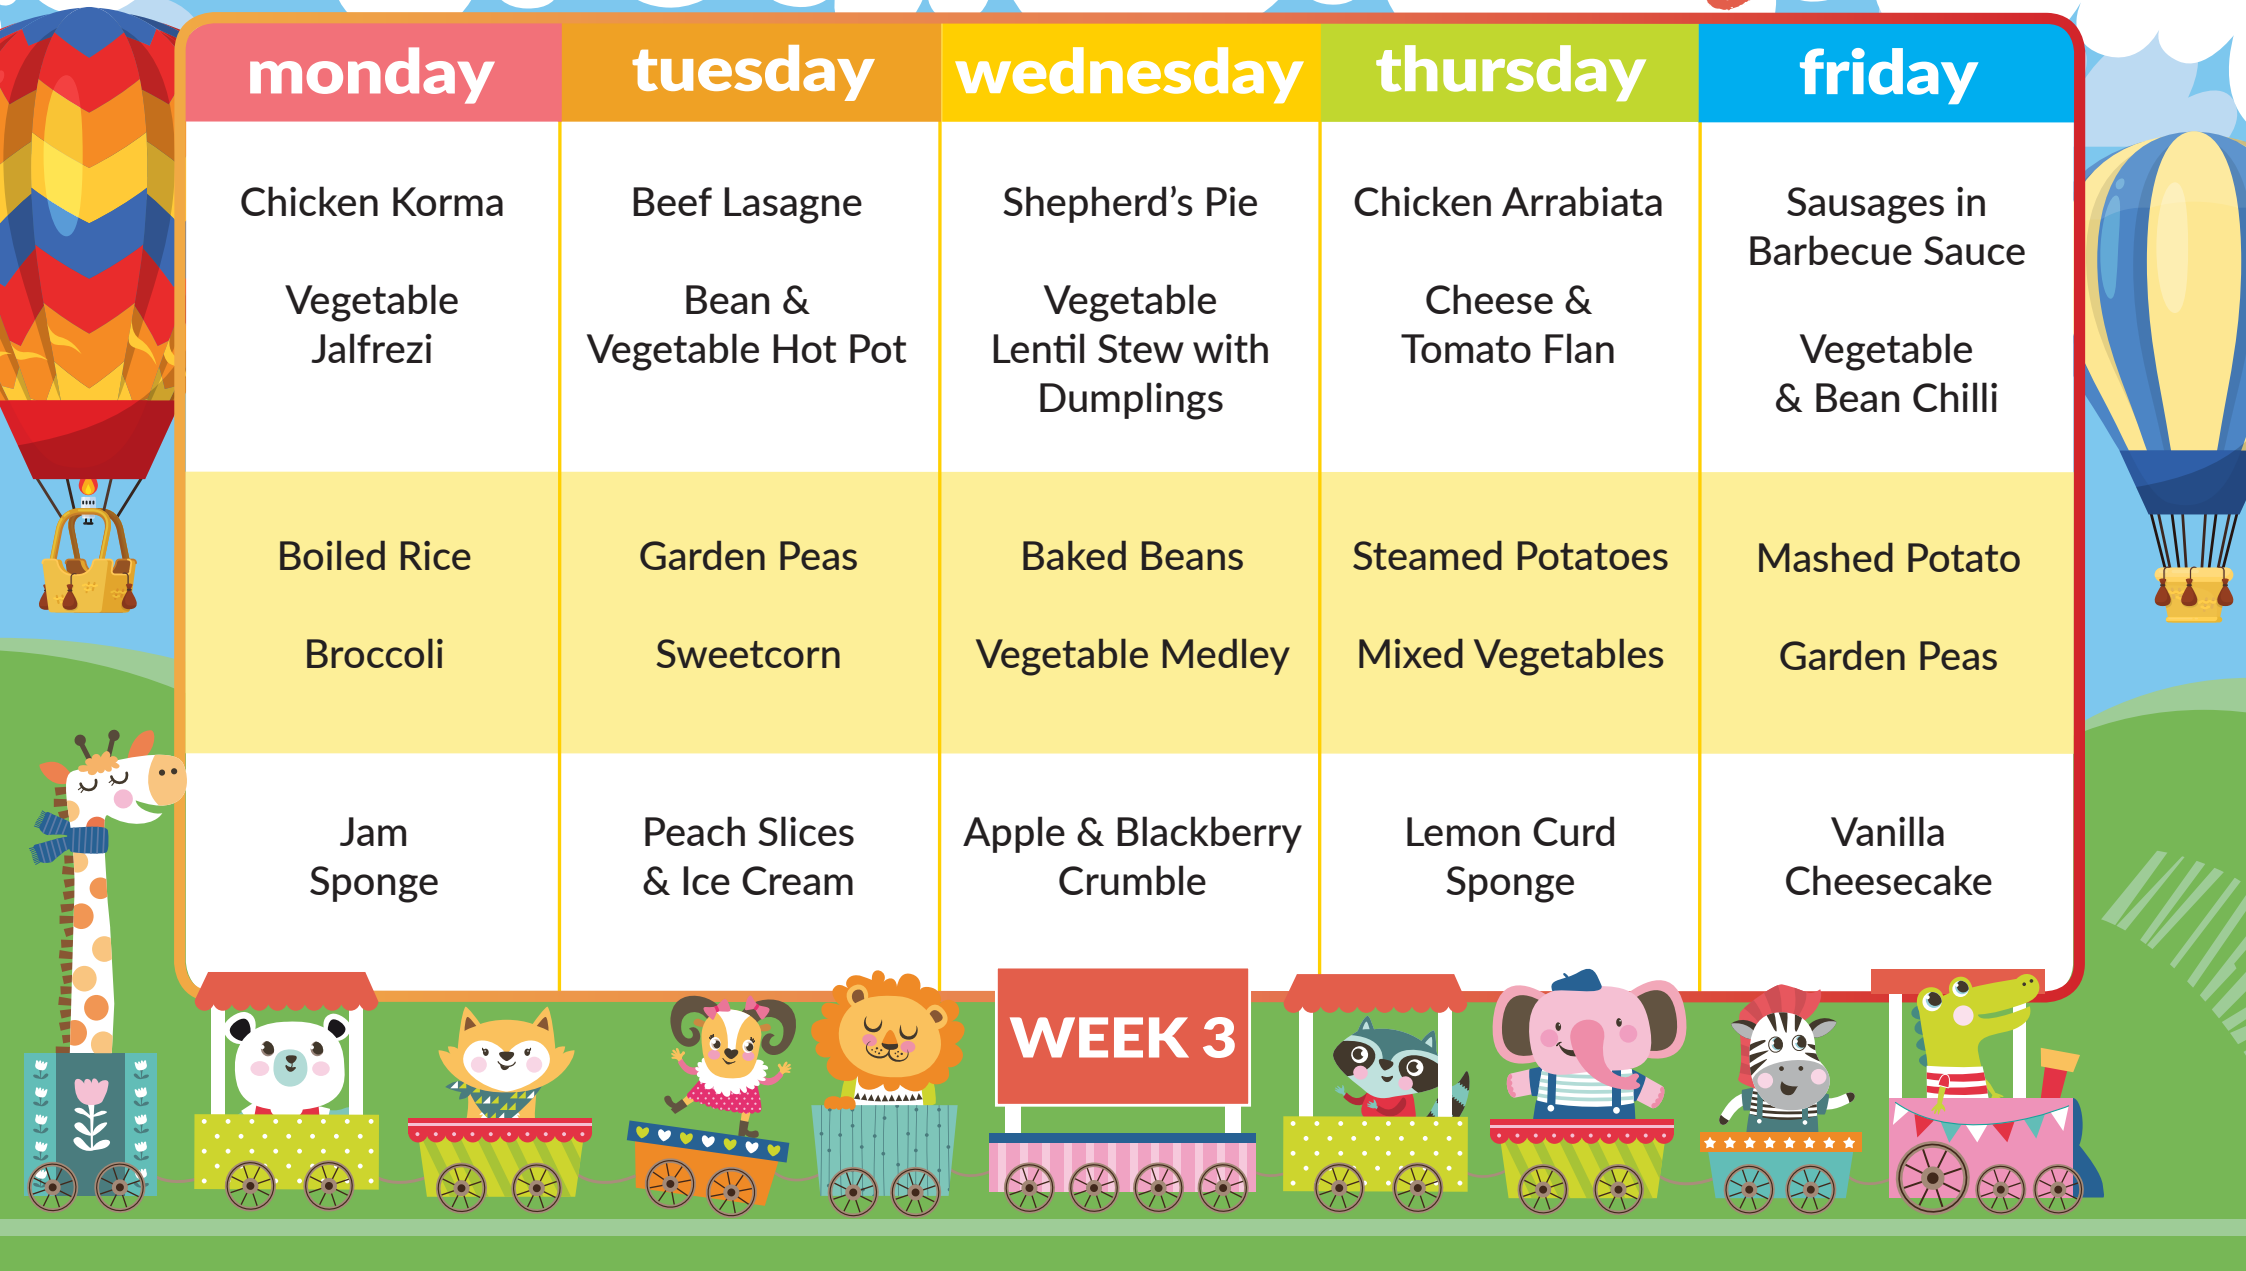 monday
tuesday
wednesday
thursday
friday
Chicken Korma
Vegetable
Jalfrezi
Beef Lasagne
Bean &
Vegetable Hot Pot
Shepherd’s Pie
Vegetable
Lentil Stew with
Dumplings
Chicken Arrabiata
Cheese &
Tomato Flan
Sausages in
Barbecue Sauce
Vegetable
& Bean Chilli
Boiled Rice
Broccoli
Garden Peas
Sweetcorn
Baked Beans
Vegetable Medley
Steamed Potatoes
Mixed Vegetables
Mashed Potato
Garden Peas
Jam
Sponge
Peach Slices
& Ice Cream
Apple & Blackberry
Crumble
Lemon Curd
Sponge
Vanilla
Cheesecake
WEEK 3